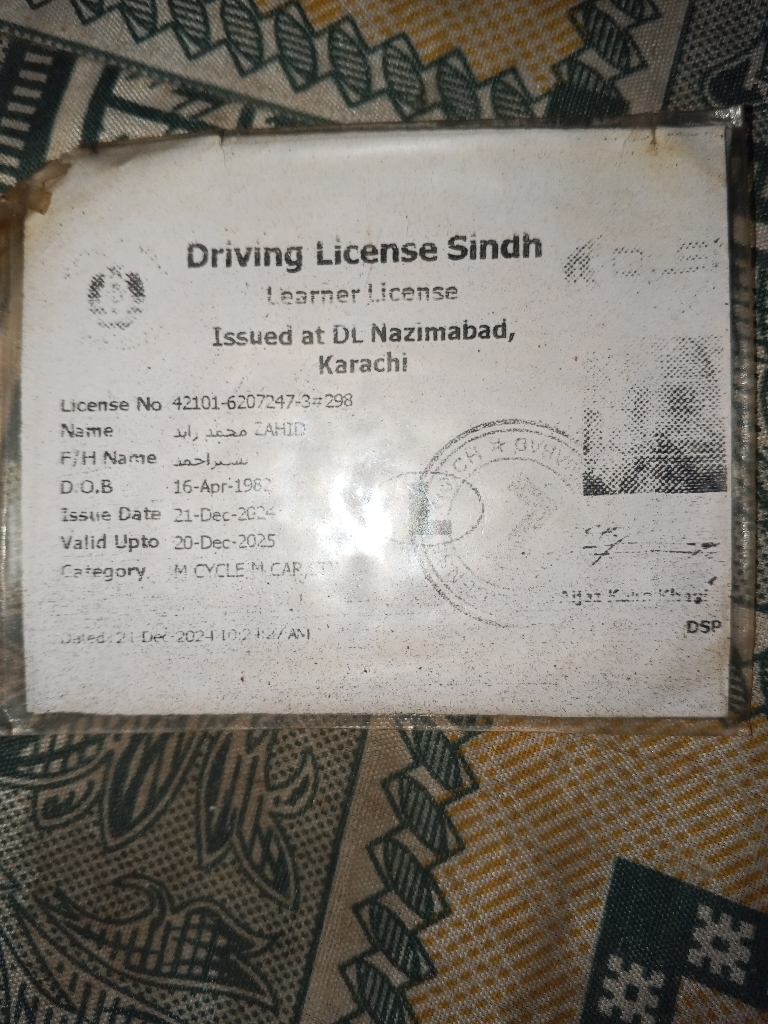 Driving License Sindh
Learner License
Issued at DL Nazimabad,
Karachi
License No 42101-6207247-3#298
Name محمد زاہد ZAHID
F/H Name احمد
D.O.B 16-Apr-1982
Issue Date 21-Dec-2024
Valid Upto 20-Dec-2025
Category M CYCLE M CAR
L
Dated: 21-Dec-2024 AM
DSP